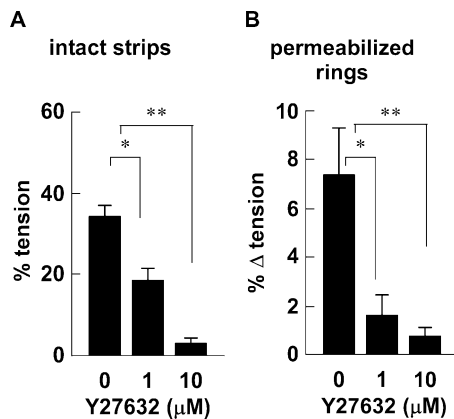 A
intact strips
60
40
20
0
% tension
**
*
0 1 10
Y27632 (µM)
B
permeabilized
rings
10
8
6
4
2
0
% Δ tension
**
*
0 1 10
Y27632 (µM)